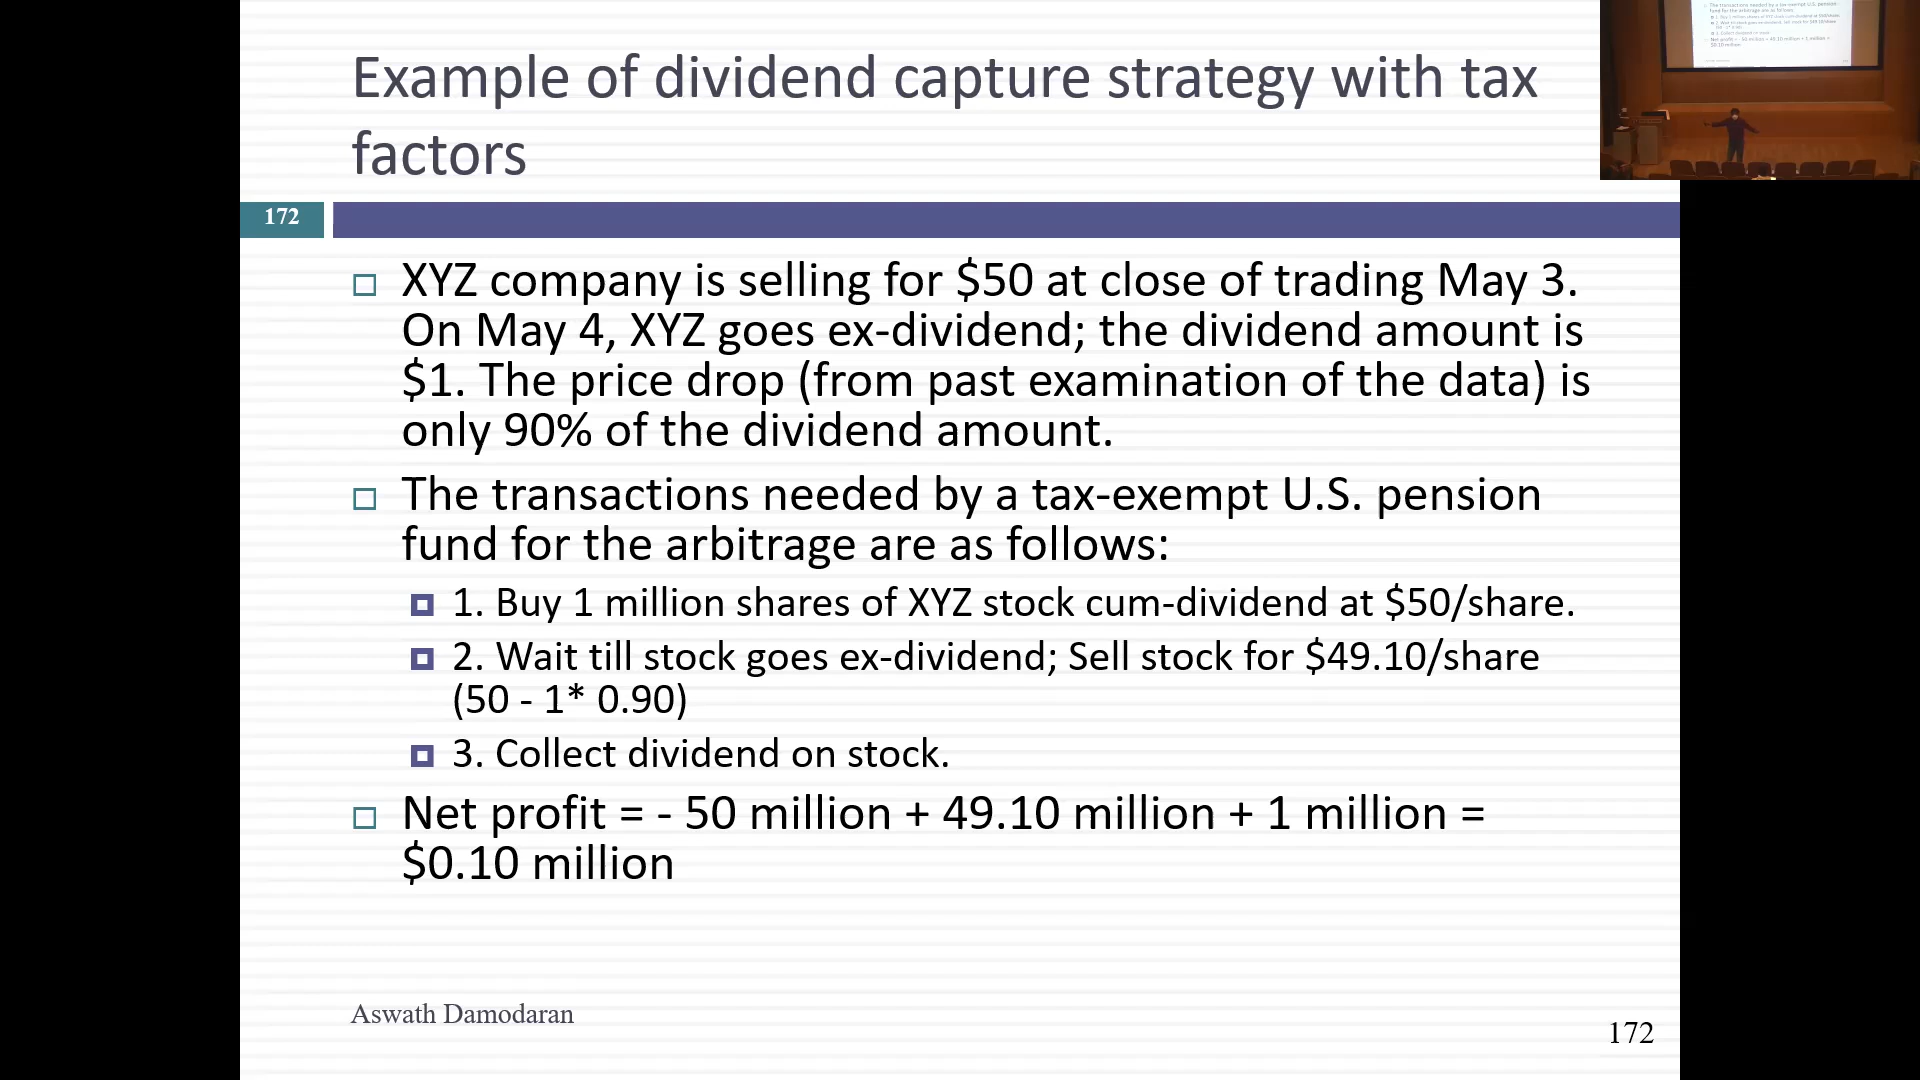 Example of dividend capture strategy with tax
factors
172
XYZ company is selling for $50 at close of trading May 3.
On May 4, XYZ goes ex-dividend; the dividend amount is
$1. The price drop (from past examination of the data) is
only 90% of the dividend amount.
The transactions needed by a tax-exempt U.S. pension
fund for the arbitrage are as follows:
1. Buy 1 million shares of XYZ stock cum-dividend at $50/share.
2. Wait till stock goes ex-dividend; Sell stock for $49.10/share
(50 - 1* 0.90)
3. Collect dividend on stock.
Net profit = - 50 million + 49.10 million + 1 million =
$0.10 million
Aswath Damodaran
172